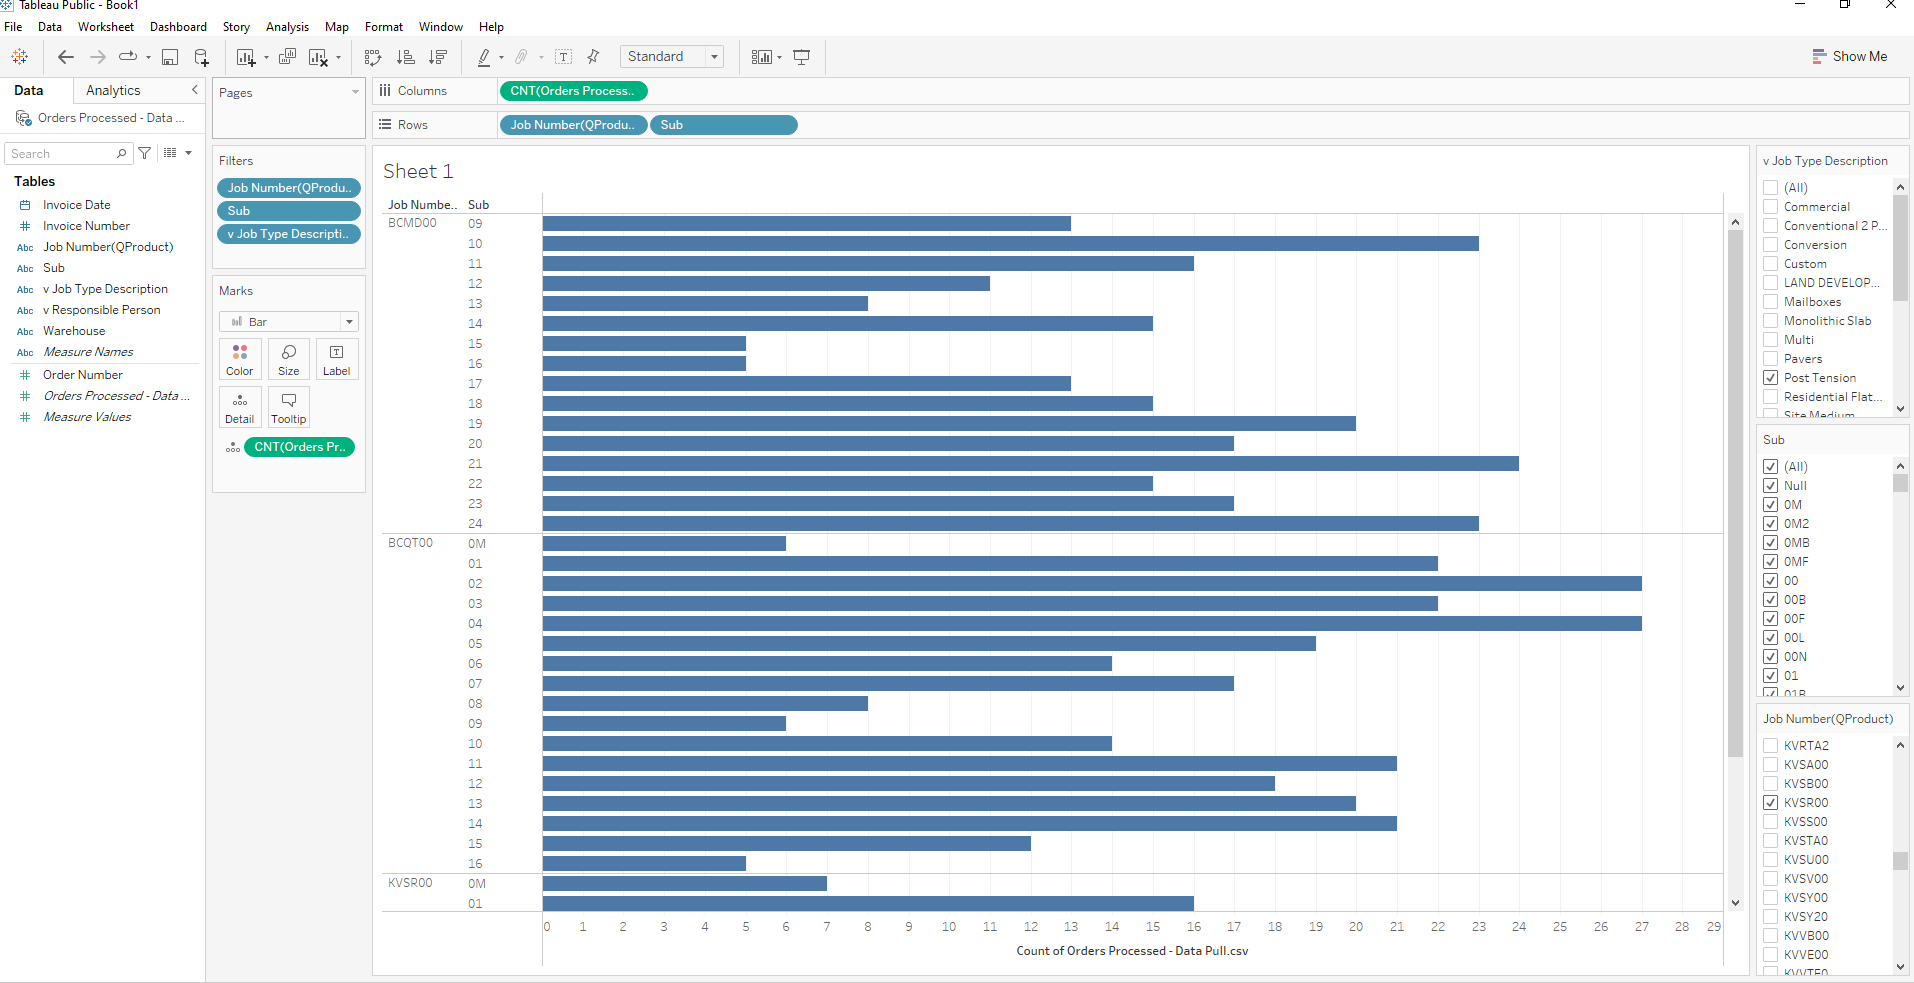 Tableau Public - Book1
File Data Worksheet Dashboard Story Analysis Map Format Window Help
Standard
Show Me
Data Analytics
Orders Processed - Data ...
Search
Tables
Invoice Date
Invoice Number
Abc Job Number(QProduct)
Abc Sub
Abc v Job Type Description
Abc v Responsible Person
Abc Warehouse
Abc Measure Names
Order Number
Orders Processed - Data ...
Measure Values
Pages
Filters
Job Number(QProdu..
Sub
v Job Type Descripti..
Marks
Bar
Color Size Label
Detail Tooltip
CNT(Orders Pr..
Columns CNT(Orders Process..
Rows Job Number(QProdu.. Sub
Sheet 1
Job Numbe.. Sub
BCMD00 09
10
11
12
13
14
15
16
17
18
19
20
21
22
23
24
BCQT00 0M
01
02
03
04
05
06
07
08
09
10
11
12
13
14
15
16
KVSR00 0M
01
0 1 2 3 4 5 6 7 8 9 10 11 12 13 14 15 16 17 18 19 20 21 22 23 24 25 26 27 28 29
Count of Orders Processed - Data Pull.csv
v Job Type Description
(All)
Commercial
Conventional 2 P...
Conversion
Custom
LAND DEVELOP...
Mailboxes
Monolithic Slab
Multi
Pavers
Post Tension
Residential Flat...
Site Medium
Sub
(All)
Null
0M
0M2
0MB
0MF
00
00B
00F
00L
00N
01
01B
Job Number(QProduct)
KVRTA2
KVSA00
KVSB00
KVSR00
KVSS00
KVSTA0
KVSU00
KVSV00
KVSY00
KVSY20
KVVB00
KVVE00
KVVTE0